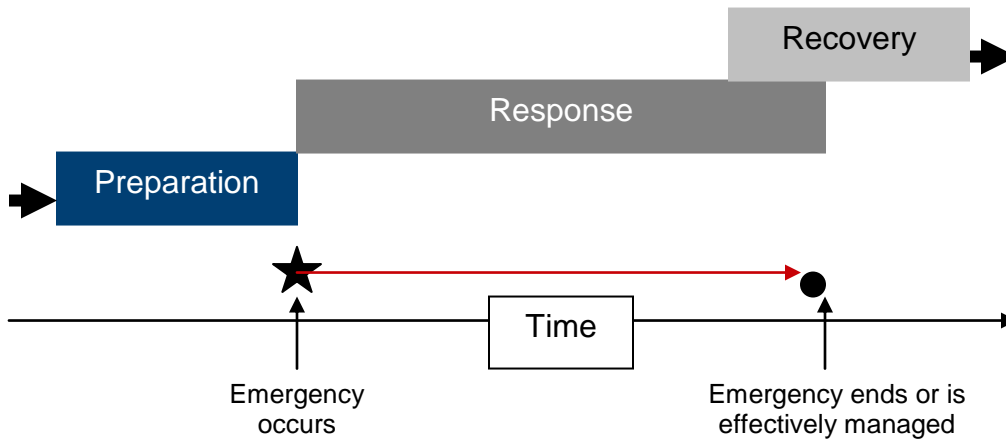 Recovery
Response
Preparation
Time
Emergency
occurs
Emergency ends or is
effectively managed